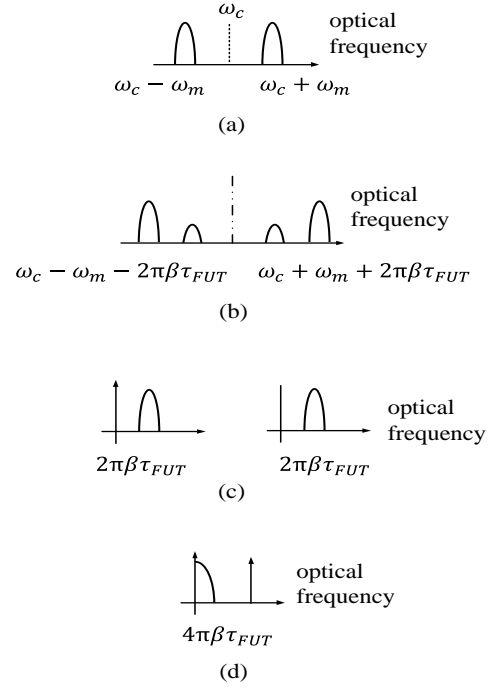 ω_c
optical
frequency
ω_c − ω_m
ω_c + ω_m
(a)
optical
frequency
ω_c − ω_m − 2πβτ_FUT
ω_c + ω_m + 2πβτ_FUT
(b)
optical
frequency
2πβτ_FUT
2πβτ_FUT
(c)
optical
frequency
4πβτ_FUT
(d)